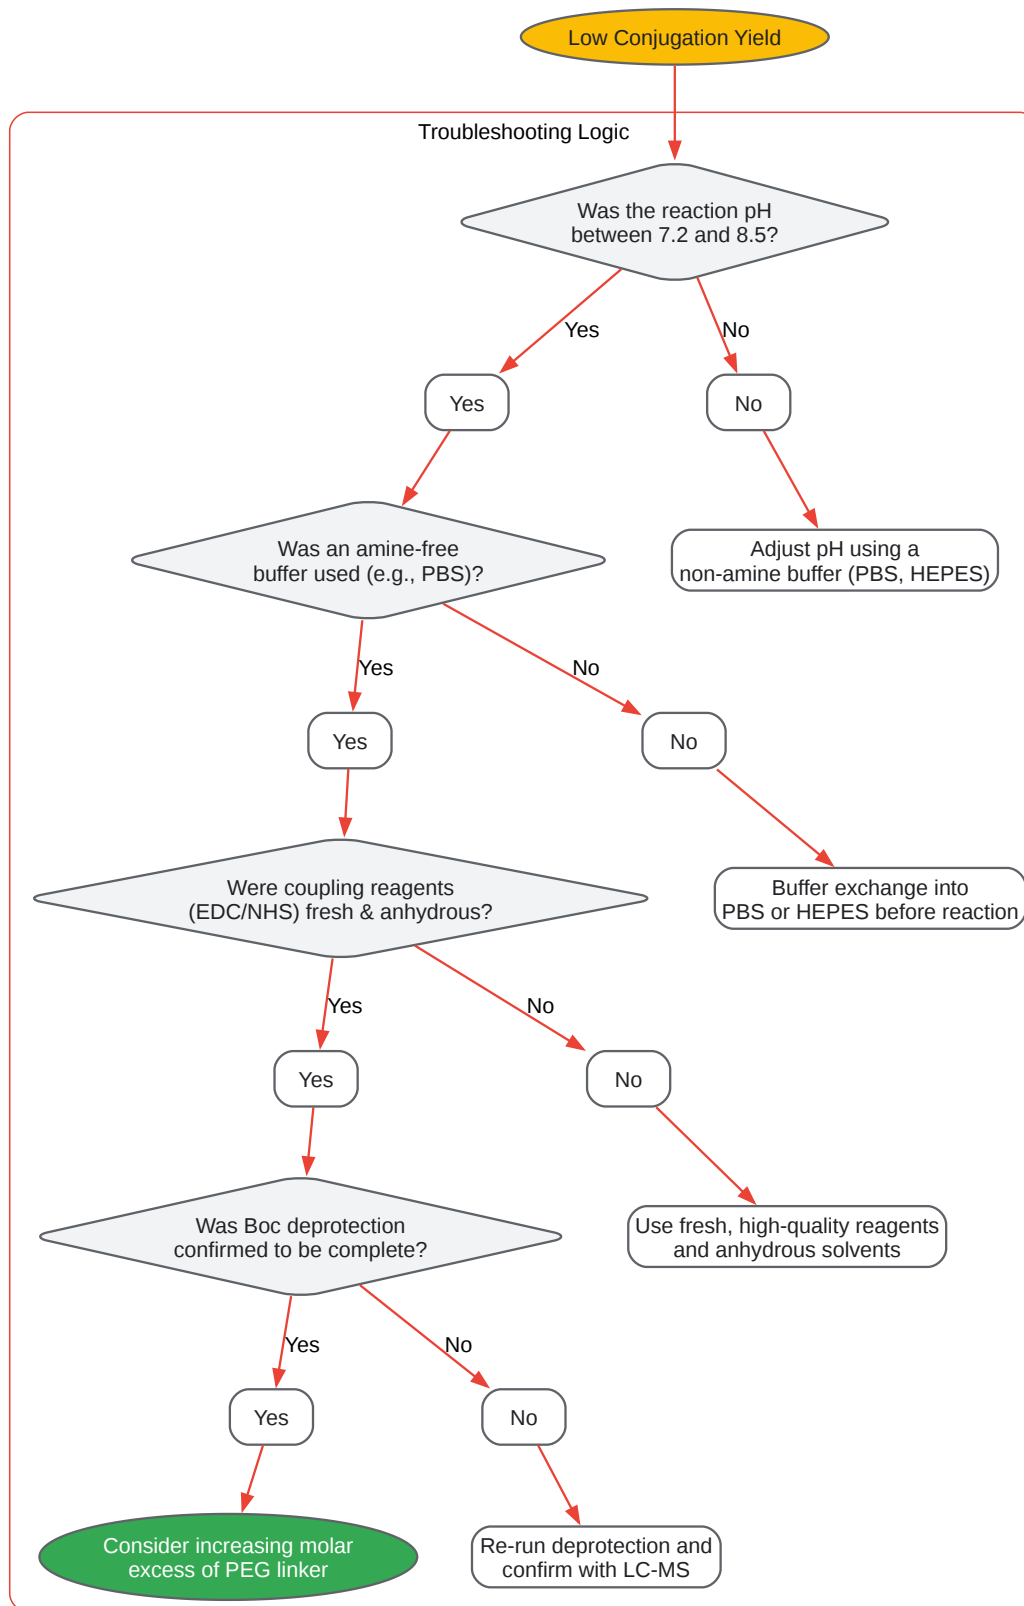 Low Conjugation Yield
Troubleshooting Logic
Was the reaction pH
between 7.2 and 8.5?
Yes
No
Yes
No
Was an amine-free
buffer used (e.g., PBS)?
Adjust pH using a
non-amine buffer (PBS, HEPES)
Yes
No
Yes
No
Were coupling reagents
(EDC/NHS) fresh & anhydrous?
Buffer exchange into
PBS or HEPES before reaction
Yes
No
Yes
No
Was Boc deprotection
confirmed to be complete?
Use fresh, high-quality reagents
and anhydrous solvents
Yes
No
Yes
No
Consider increasing molar
excess of PEG linker
Re-run deprotection and
confirm with LC-MS